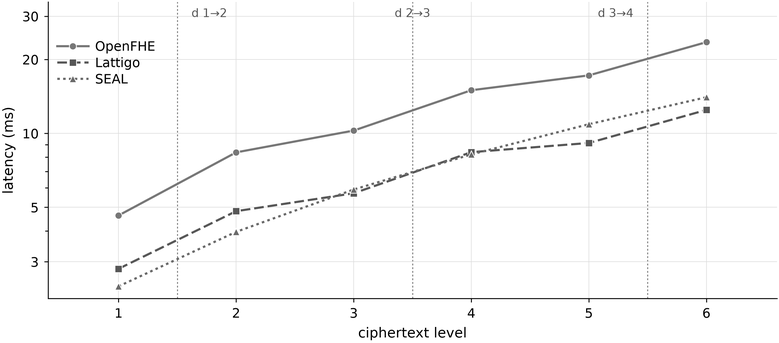 d 1→2
d 2→3
d 3→4
30
20
10
5
3
latency (ms)
OpenFHE
Lattigo
SEAL
1
2
3
4
5
6
ciphertext level